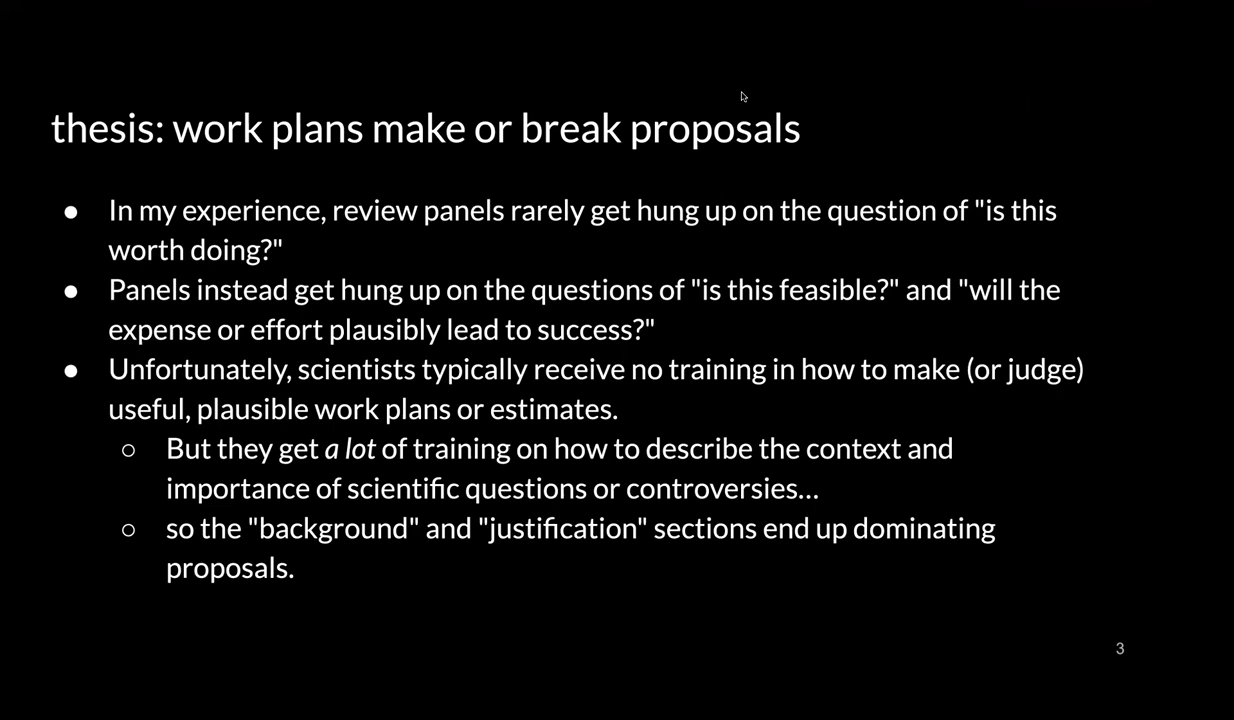 thesis: work plans make or break proposals
● In my experience, review panels rarely get hung up on the question of "is this
worth doing?"
● Panels instead get hung up on the questions of "is this feasible?" and "will the
expense or effort plausibly lead to success?"
● Unfortunately, scientists typically receive no training in how to make (or judge)
useful, plausible work plans or estimates.
○ But they get a lot of training on how to describe the context and
importance of scientific questions or controversies...
○ so the "background" and "justification" sections end up dominating
proposals.
3